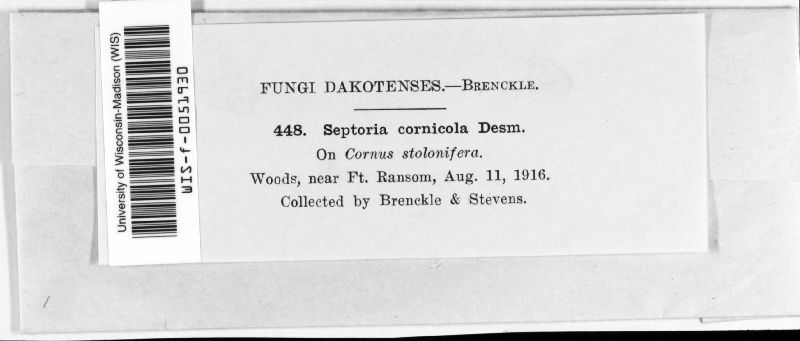 University of Wisconsin-Madison (WIS)
WIS-f-0051930
FUNGI DAKOTENSES.—BRENCKLE.
448. Septoria cornicola Desm.
On Cornus stolonifera.
Woods, near Ft. Ransom, Aug. 11, 1916.
Collected by Brenckle & Stevens.